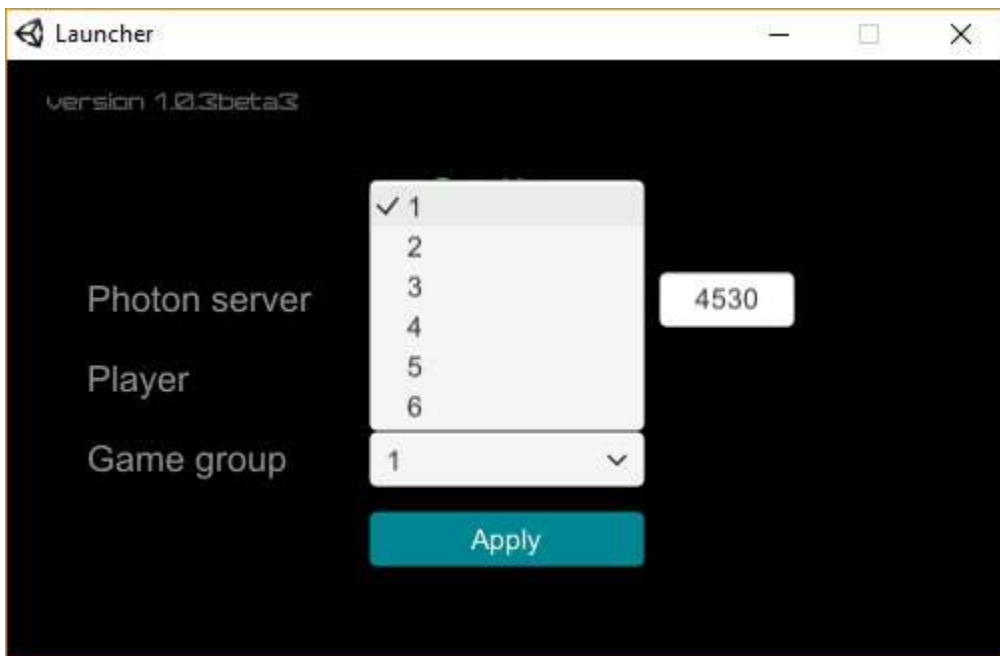 Launcher
version 1.0.3beta3
✓ 1
2
3
Photon server 4530
4
Player 5
6
Game group 1
Apply